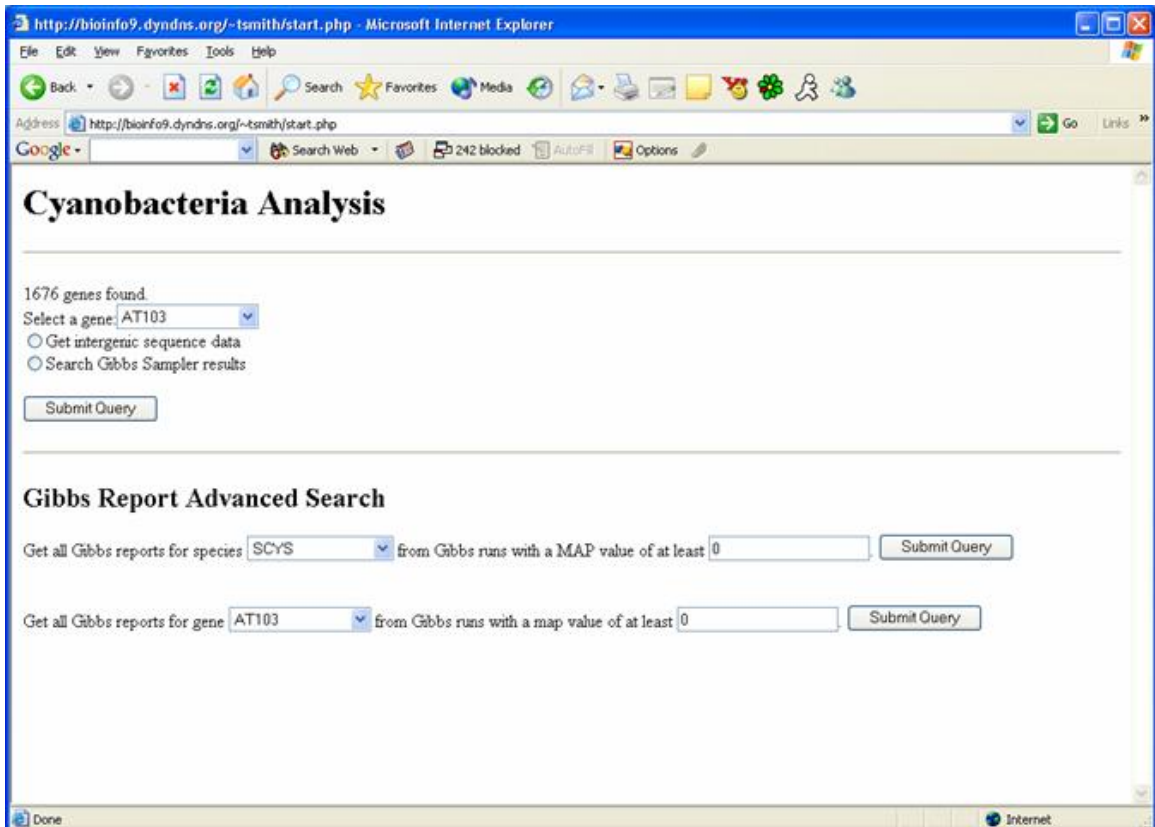 http://bioinfo9.dyndns.org/~tsmith/start.php - Microsoft Internet Explorer
File Edit View Favorites Tools Help
Back Search Favorites Media
Address http://bioinfo9.dyndns.org/~tsmith/start.php Go Links »
Google Search Web 242 blocked AutoFill Options
Cyanobacteria Analysis
1676 genes found.
Select a gene: AT103
Get intergenic sequence data
Search Gibbs Sampler results
Submit Query
Gibbs Report Advanced Search
Get all Gibbs reports for species SCYS from Gibbs runs with a MAP value of at least 0. Submit Query
Get all Gibbs reports for gene AT103 from Gibbs runs with a map value of at least 0. Submit Query
Done Internet